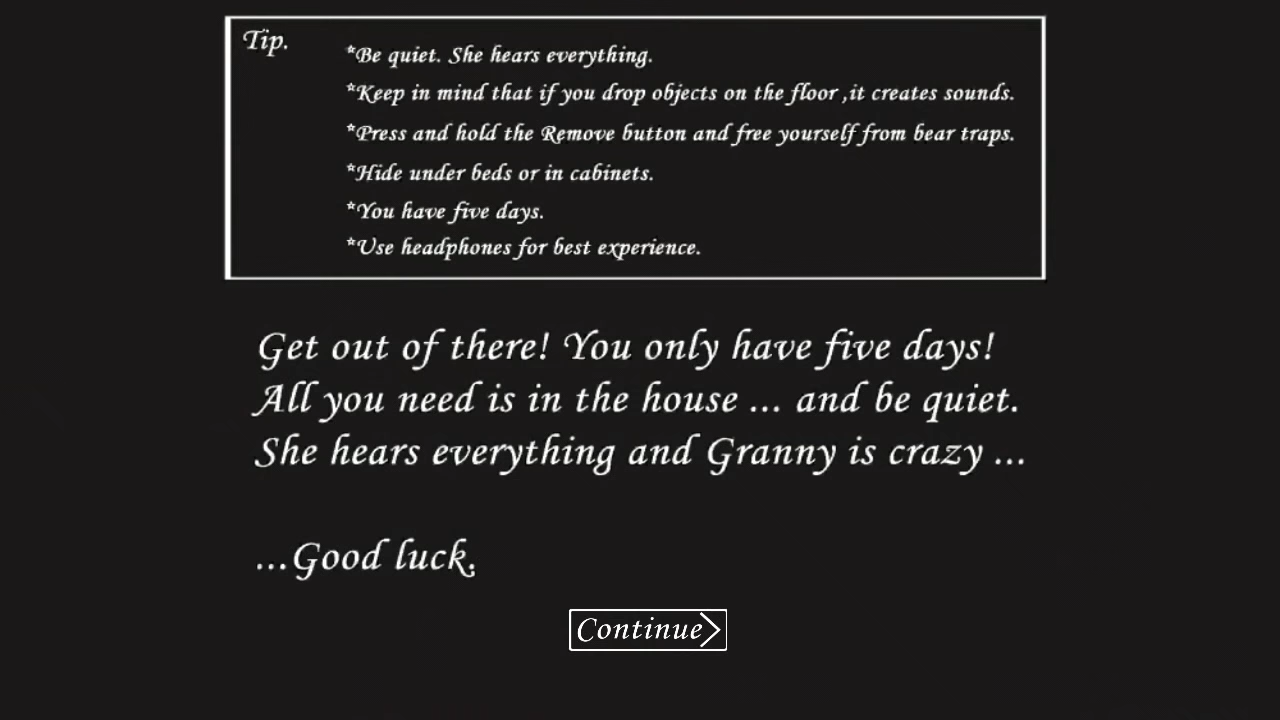 Tip.
*Be quiet. She hears everything.
*Keep in mind that if you drop objects on the floor ,it creates sounds.
*Press and hold the Remove button and free yourself from bear traps.
*Hide under beds or in cabinets.
*You have five days.
*Use headphones for best experience.
Get out of there! You only have five days!
All you need is in the house ... and be quiet.
She hears everything and Granny is crazy ...
...Good luck.
Continue